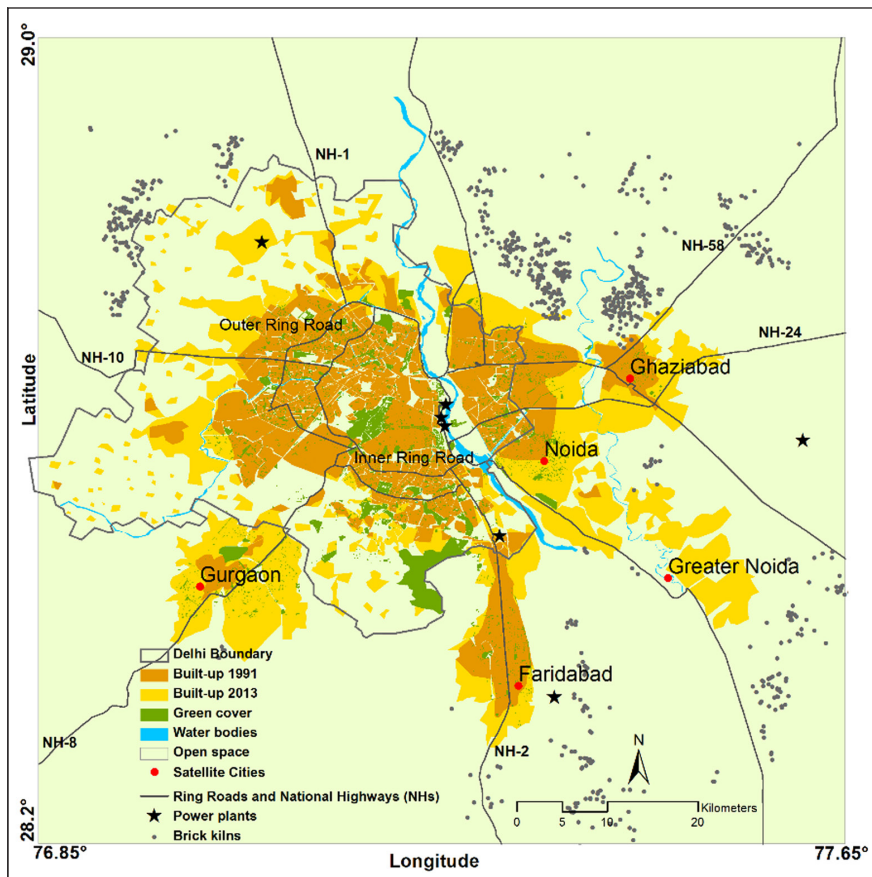 29.0°
NH-1
NH-58
Outer Ring Road
NH-24
NH-10
Ghaziabad
Latitude
Inner Ring Road
Noida
Gurgaon
Greater Noida
Delhi Boundary
Built-up 1991
Built-up 2013
Green cover
Water bodies
Open space
Satellite Cities
Ring Roads and National Highways (NHs)
Power plants
Brick kilns
Faridabad
NH-8
NH-2
N
Kilometers
0 5 10 20
28.2°
76.85°
Longitude
77.65°